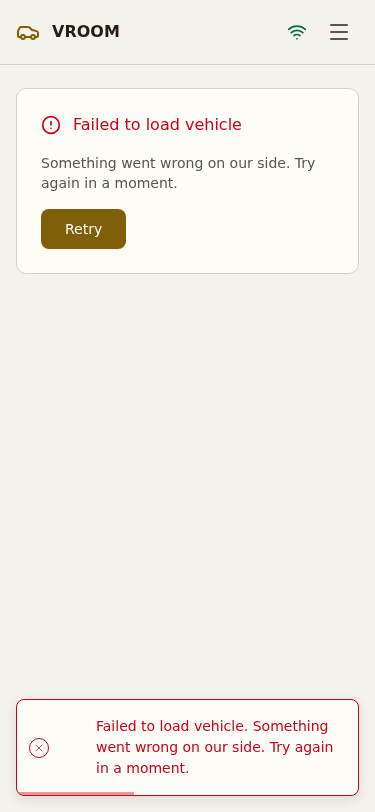 VROOM
Failed to load vehicle
Something went wrong on our side. Try
again in a moment.
Retry
Failed to load vehicle. Something
went wrong on our side. Try again
in a moment.